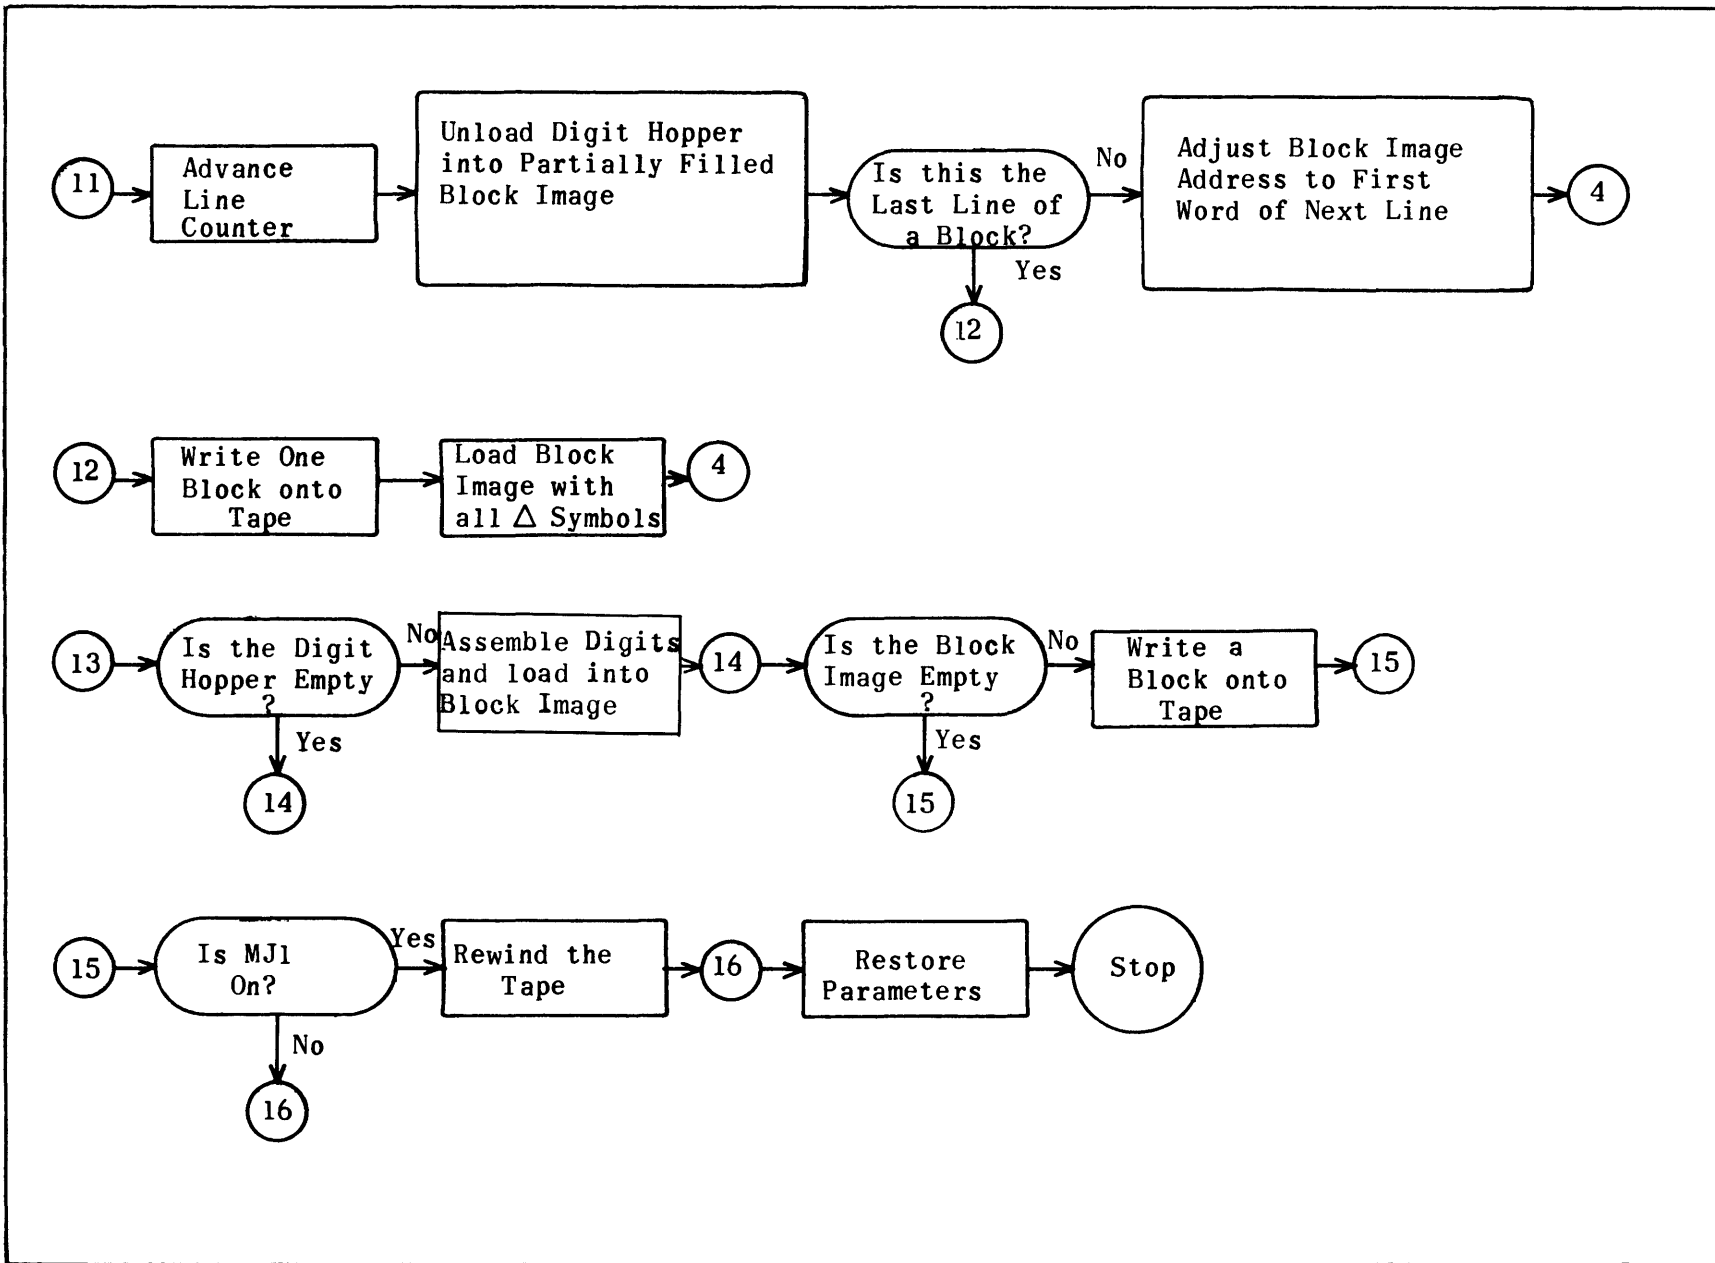 11
Advance
Line
Counter
Unload Digit Hopper
into Partially Filled
Block Image
Is this the
Last Line of
a Block?
No
Yes
12
Adjust Block Image
Address to First
Word of Next Line
4
12
Write One
Block onto
Tape
Load Block
Image with
all Δ Symbols
4
13
Is the Digit
Hopper Empty
?
No
Yes
14
Assemble Digits
and load into
Block Image
14
Is the Block
Image Empty
?
No
Yes
15
Write a
Block onto
Tape
15
15
Is MJ1
On?
Yes
No
16
Rewind the
Tape
16
Restore
Parameters
Stop